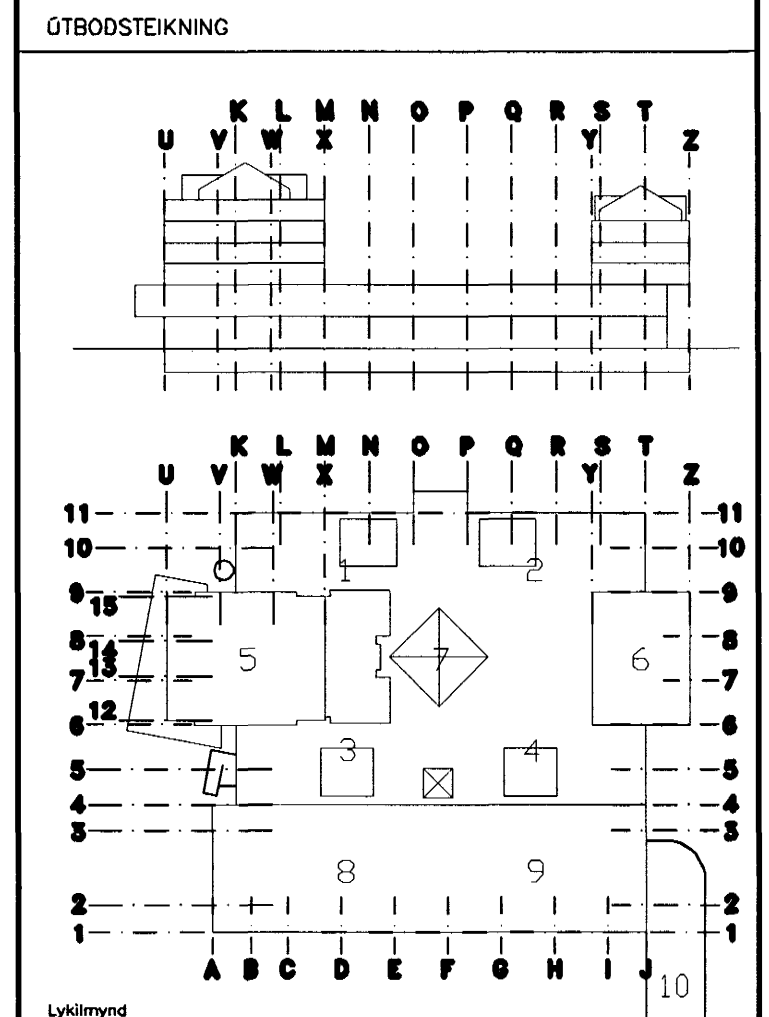 ÚTBODSTEIKNING
K L M N O P Q R S T
U V W X Y Z
K L M N O P Q R S T
U V W X Y Z
11 11
10 10
1 2
9 9
15
8 8
14
5 7 6
13
7 7
12
6 6
3 4
5 5
4 4
3 3
8 9
2 2
1 1
A B C D E F G H I J
10
Lykilmynd